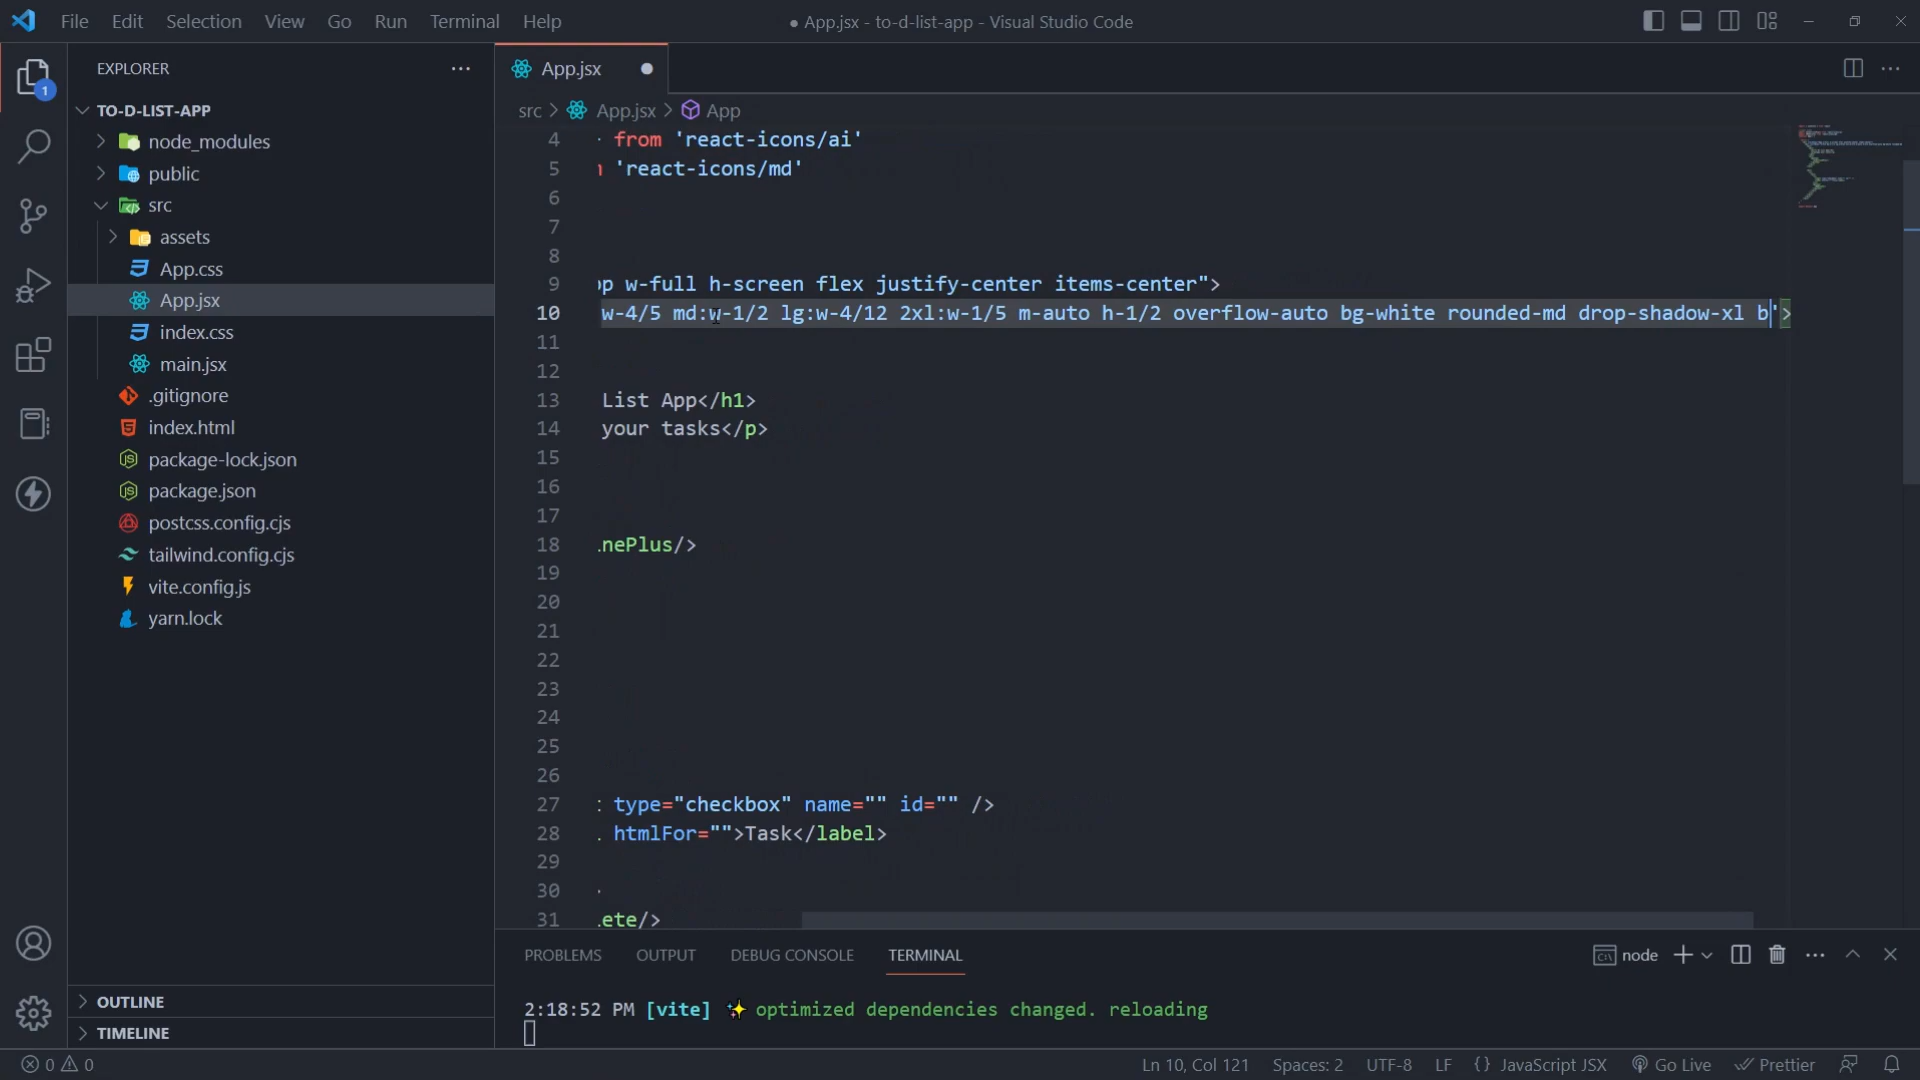 File Edit Selection View Go Run Terminal Help
● App.jsx - to-d-list-app - Visual Studio Code
EXPLORER
1
TO-D-LIST-APP
node_modules
public
src
assets
App.css
App.jsx
index.css
main.jsx
.gitignore
index.html
package-lock.json
package.json
postcss.config.cjs
tailwind.config.cjs
vite.config.js
yarn.lock
OUTLINE
TIMELINE
App.jsx
src > App.jsx > App
4 from 'react-icons/ai'
5 'react-icons/md'
6
7
8
9 pp w-full h-screen flex justify-center items-center">
10 w-4/5 md:w-1/2 lg:w-4/12 2xl:w-1/5 m-auto h-1/2 overflow-auto bg-white rounded-md drop-shadow-xl b'>
11
12
13 List App</h1>
14 your tasks</p>
15
16
17
18 .nePlus/>
19
20
21
22
23
24
25
26
27 type="checkbox" name="" id="" />
28 htmlFor="">Task</label>
29
30
31 .ete/>
PROBLEMS OUTPUT DEBUG CONSOLE TERMINAL
node
2:18:52 PM [vite] ✨ optimized dependencies changed. reloading
0 0
Ln 10, Col 121 Spaces: 2 UTF-8 LF {} JavaScript JSX Go Live Prettier